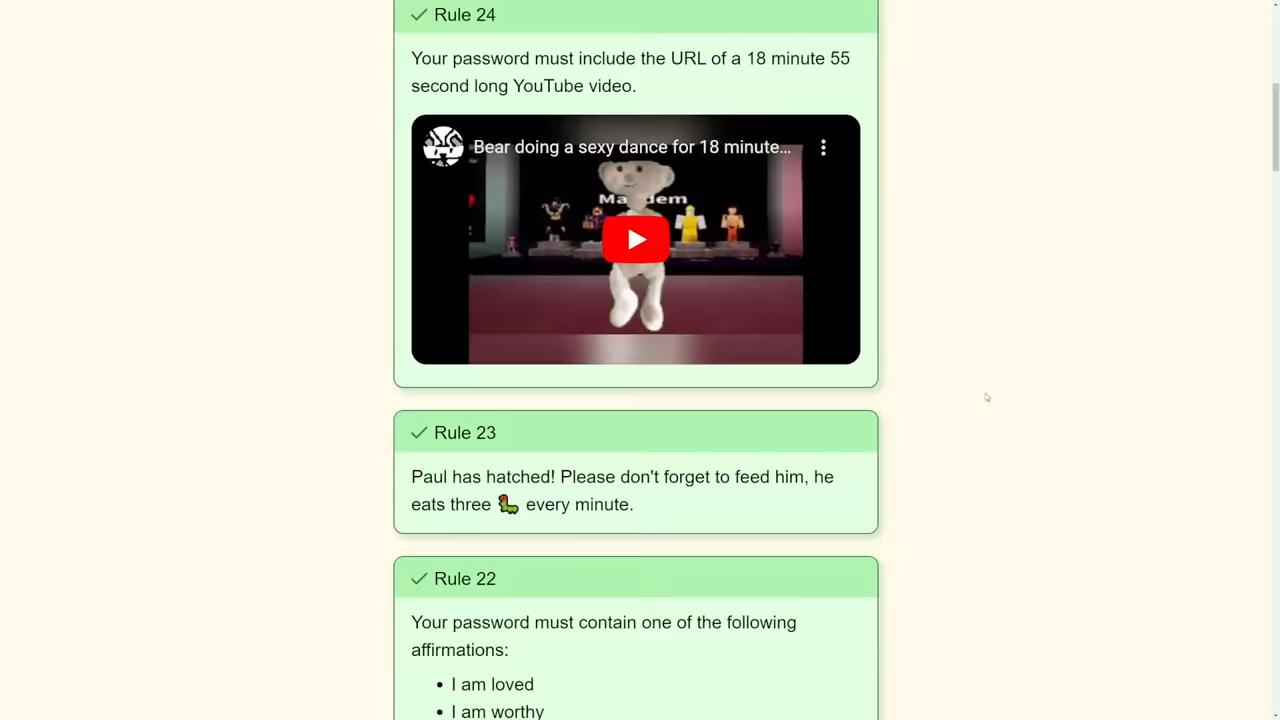 Rule 24
Your password must include the URL of a 18 minute 55
second long YouTube video.
Bear doing a sexy dance for 18 minute...
Rule 23
Paul has hatched! Please don't forget to feed him, he
eats three 🐛 every minute.
Rule 22
Your password must contain one of the following
affirmations:
• I am loved
• I am worthy